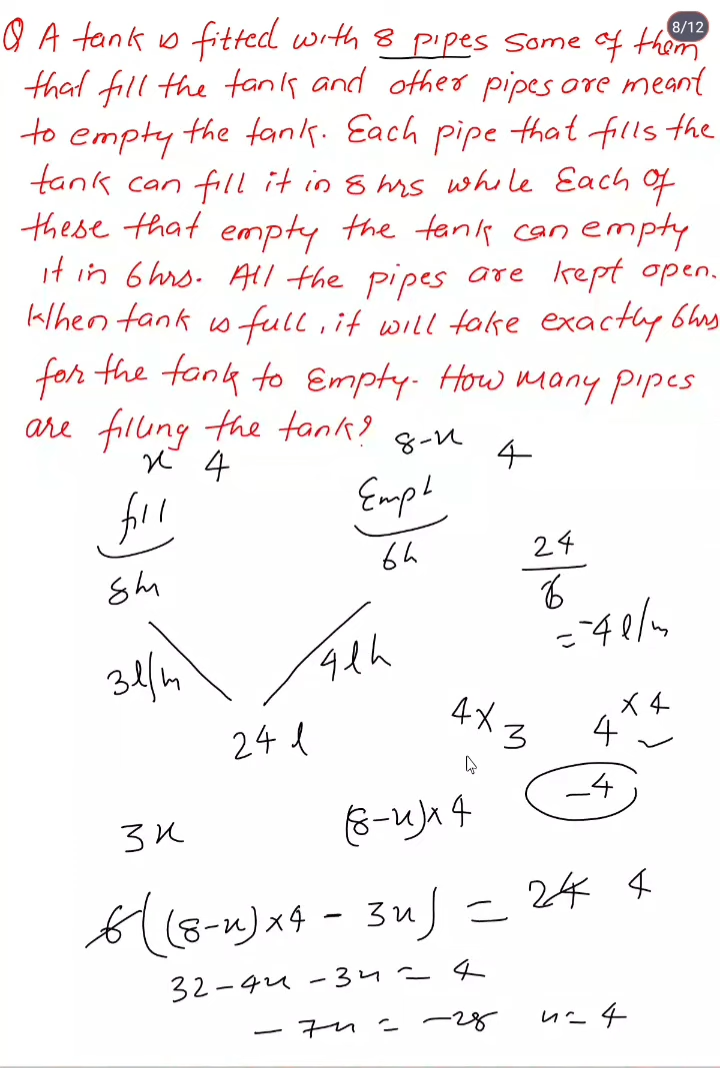 8/12
Q A tank is fitted with 8 pipes some of them
that fill the tank and other pipes are meant
to empty the tank. Each pipe that fills the
tank can fill it in 8 hrs while Each of
these that empty the tank can empty
it in 6 hrs. All the pipes are kept open.
When tank is full, it will take exactly 6hrs
for the tank to Empty. How many pipes
are filling the tank?
x 4 8-x 4
fill Empt
8h 6h 24/6
= -4 l/h
3l/h 4lh
24 l 4x3 4x4
-4
3x (8-x)x4
6((8-x)x4 - 3x) = 24 4
32-4x-3x = 4
-7x = -28 x=4